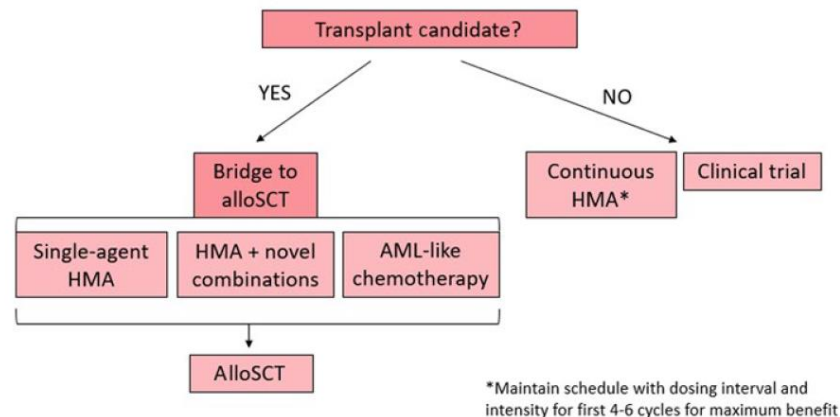 Transplant candidate?
YES
NO
Bridge to
alloSCT
Continuous
HMA*
Clinical trial
Single-agent
HMA
HMA + novel
combinations
AML-like
chemotherapy
AlloSCT
*Maintain schedule with dosing interval and
intensity for first 4-6 cycles for maximum benefit